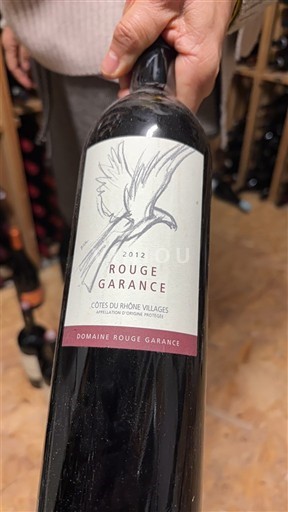 2012
ROUGE
GARANCE
CÔTES DU RHÔNE VILLAGES
APPELLATION D'ORIGINE PROTÉGÉE
DOMAINE ROUGE GARANCE